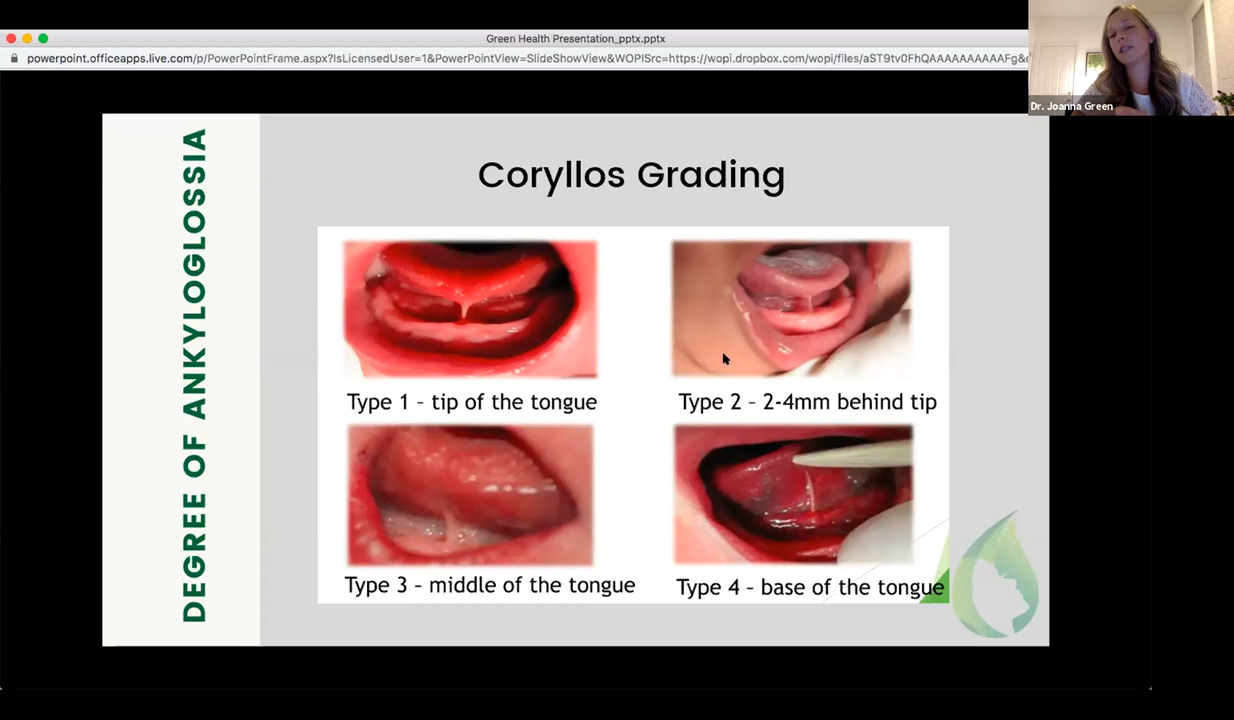 Green Health Presentation_pptx.pptx
powerpoint.officeapps.live.com/p/PowerPointFrame.aspx?IsLicensedUser=1&PowerPointView=SlideShowView&WOPISrc=https://wopi.dropbox.com/wopi/files/aST9tv0FhQAAAAAAAAAAFg&
Dr. Joanna Green
DEGREE OF ANKYLOGLOSSIA
Coryllos Grading
Type 1 – tip of the tongue
Type 2 – 2-4mm behind tip
Type 3 – middle of the tongue
Type 4 – base of the tongue